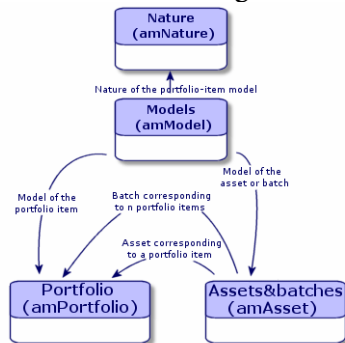 Nature
(amNature)
Nature of the portfolio-item model
Models
(amModel)
Model of the
portfolio item
Batch corresponding
to n portfolio items
Model of the
asset or batch
Asset corresponding
to a portfolio item
Portfolio
(amPortfolio)
Assets&batches
(amAsset)